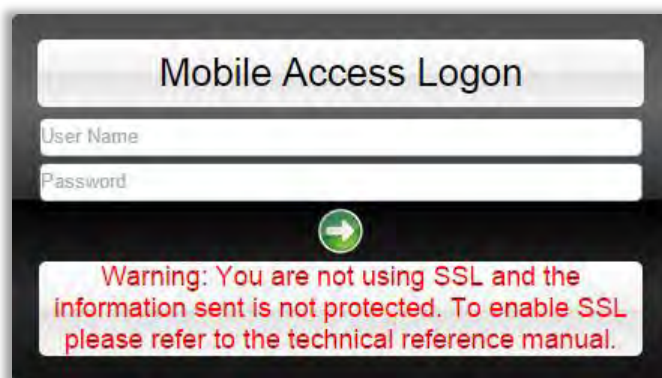 Mobile Access Logon
User Name
Password
Warning: You are not using SSL and the
information sent is not protected. To enable SSL
please refer to the technical reference manual.